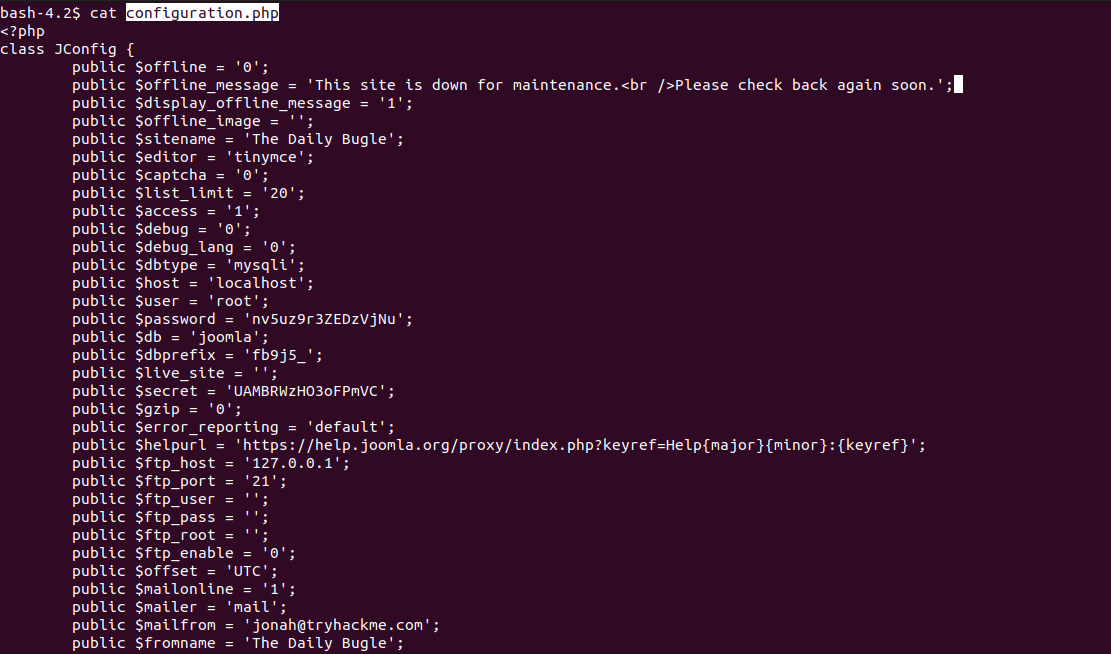 bash-4.2$ cat configuration.php
<?php
class JConfig {
public $offline = '0';
public $offline_message = 'This site is down for maintenance.<br />Please check back again soon.';
public $display_offline_message = '1';
public $offline_image = '';
public $sitename = 'The Daily Bugle';
public $editor = 'tinymce';
public $captcha = '0';
public $list_limit = '20';
public $access = '1';
public $debug = '0';
public $debug_lang = '0';
public $dbtype = 'mysqli';
public $host = 'localhost';
public $user = 'root';
public $password = 'nv5uz9r3ZEDzVjNu';
public $db = 'joomla';
public $dbprefix = 'fb9j5_';
public $live_site = '';
public $secret = 'UAMBRWzHO3oFPmVC';
public $gzip = '0';
public $error_reporting = 'default';
public $helpurl = 'https://help.joomla.org/proxy/index.php?keyref=Help{major}{minor}:{keyref}';
public $ftp_host = '127.0.0.1';
public $ftp_port = '21';
public $ftp_user = '';
public $ftp_pass = '';
public $ftp_root = '';
public $ftp_enable = '0';
public $offset = 'UTC';
public $mailonline = '1';
public $mailer = 'mail';
public $mailfrom = 'jonah@tryhackme.com';
public $fromname = 'The Daily Bugle';